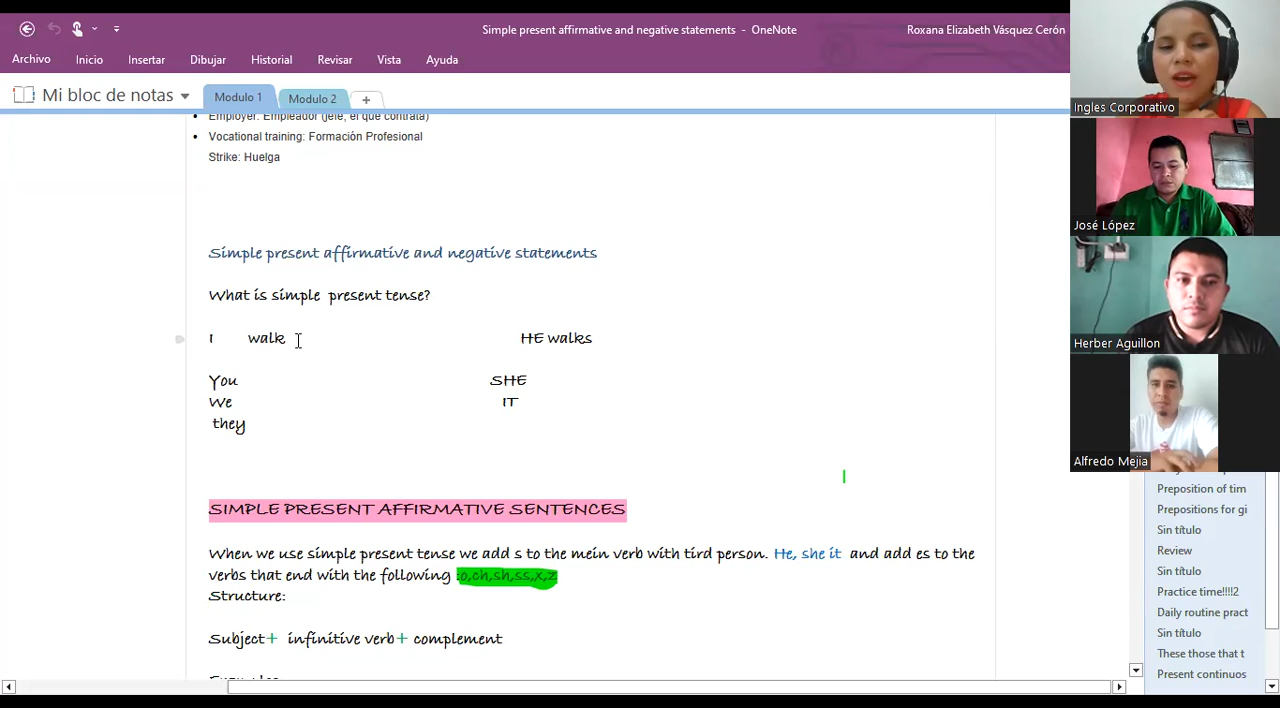 Simple present affirmative and negative statements - OneNote
Roxana Elizabeth Vásquez Cerón
Archivo Inicio Insertar Dibujar Historial Revisar Vista Ayuda
Mi bloc de notas Modulo 1 Modulo 2 +
Employer: Empleador (jefe, el que contrata)
Vocational training: Formación Profesional
Strike: Huelga
Simple present affirmative and negative statements
What is simple present tense?
I walk HE walks
You SHE
We IT
they
SIMPLE PRESENT AFFIRMATIVE SENTENCES
When we use simple present tense we add s to the mein verb with tird person. He, she it and add es to the
verbs that end with the following :o,ch,sh,ss,x,z
Structure:
Subject+ infinitive verb+ complement
Ingles Corporativo
José López
Herber Aguillon
Alfredo Mejia
Preposition of tim
Prepositions for gi
Sin título
Review
Sin título
Practice time!!!!2
Daily routine pract
Sin título
These those that t
Present continuos